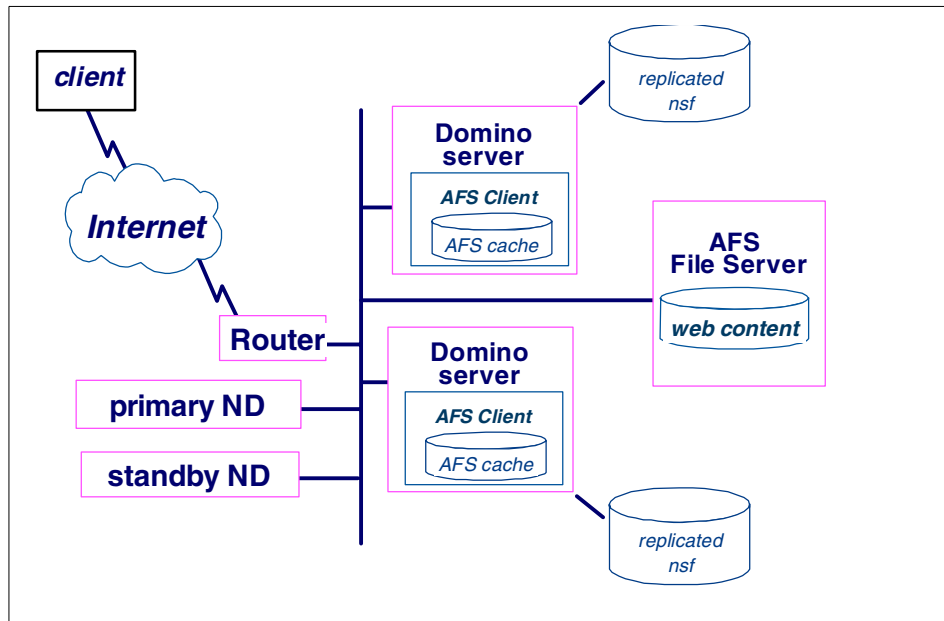 client
Internet
Router
primary ND
standby ND
Domino
server
AFS Client
AFS cache
replicated
nsf
AFS
File Server
web content
Domino
server
AFS Client
AFS cache
replicated
nsf